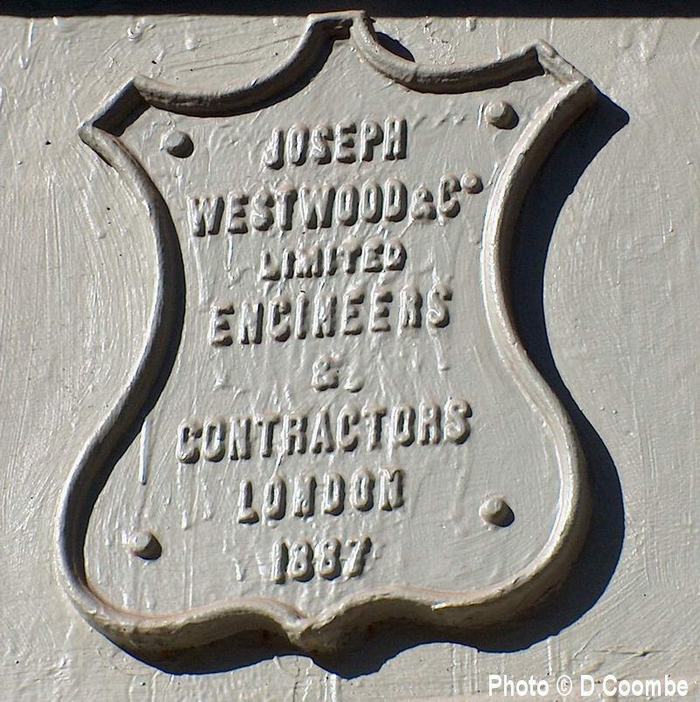 JOSEPH
WESTWOOD & Co.
LIMITED
ENGINEERS
&
CONTRACTORS
LONDON
1887
Photo © D Coombe